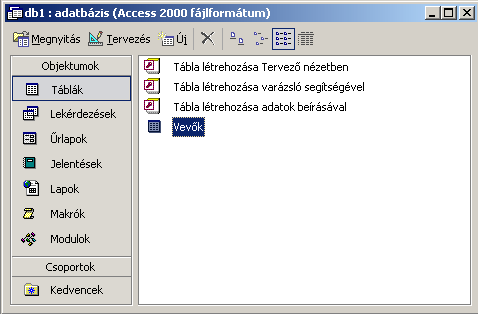 db1 : adatbázis (Access 2000 fájlformátum)
Megnyitás Tervezés Új
Objektumok
Táblák
Lekérdezések
Űrlapok
Jelentések
Lapok
Makrók
Modulok
Csoportok
Kedvencek
Tábla létrehozása Tervező nézetben
Tábla létrehozása varázsló segítségével
Tábla létrehozása adatok beírásával
Vevők